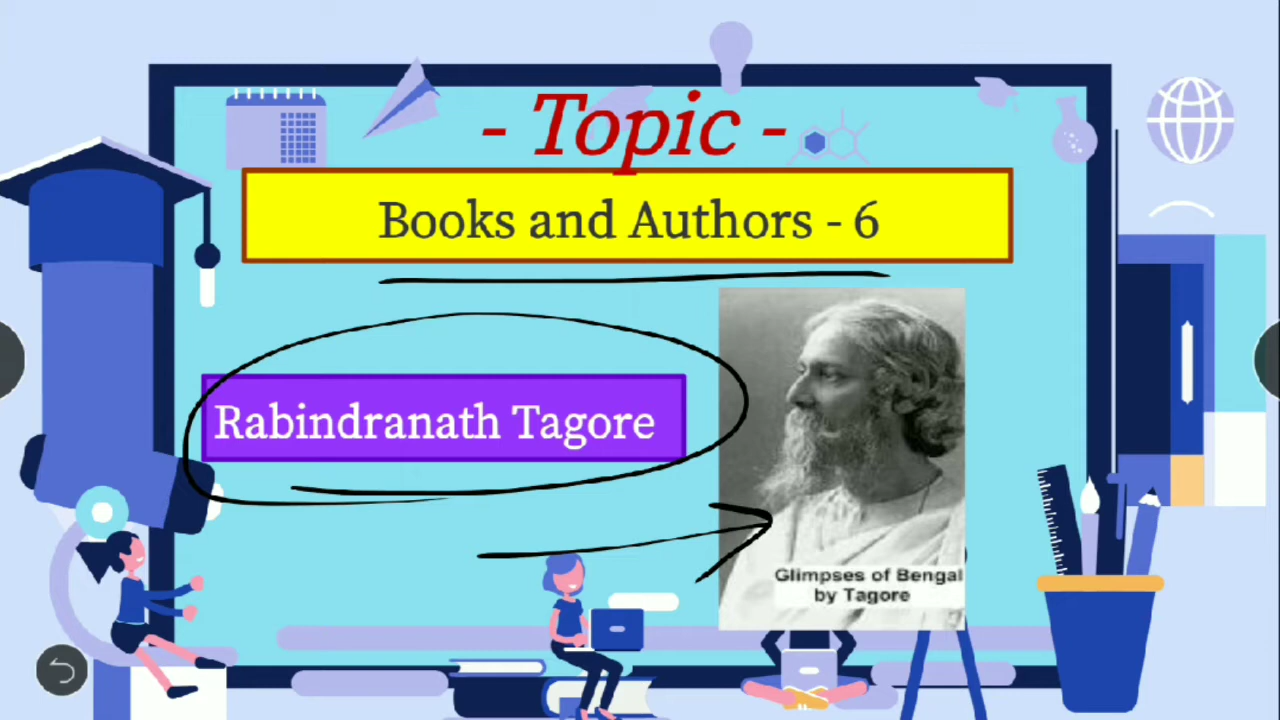 - Topic -
Books and Authors - 6
Rabindranath Tagore
Glimpses of Bengal
by Tagore